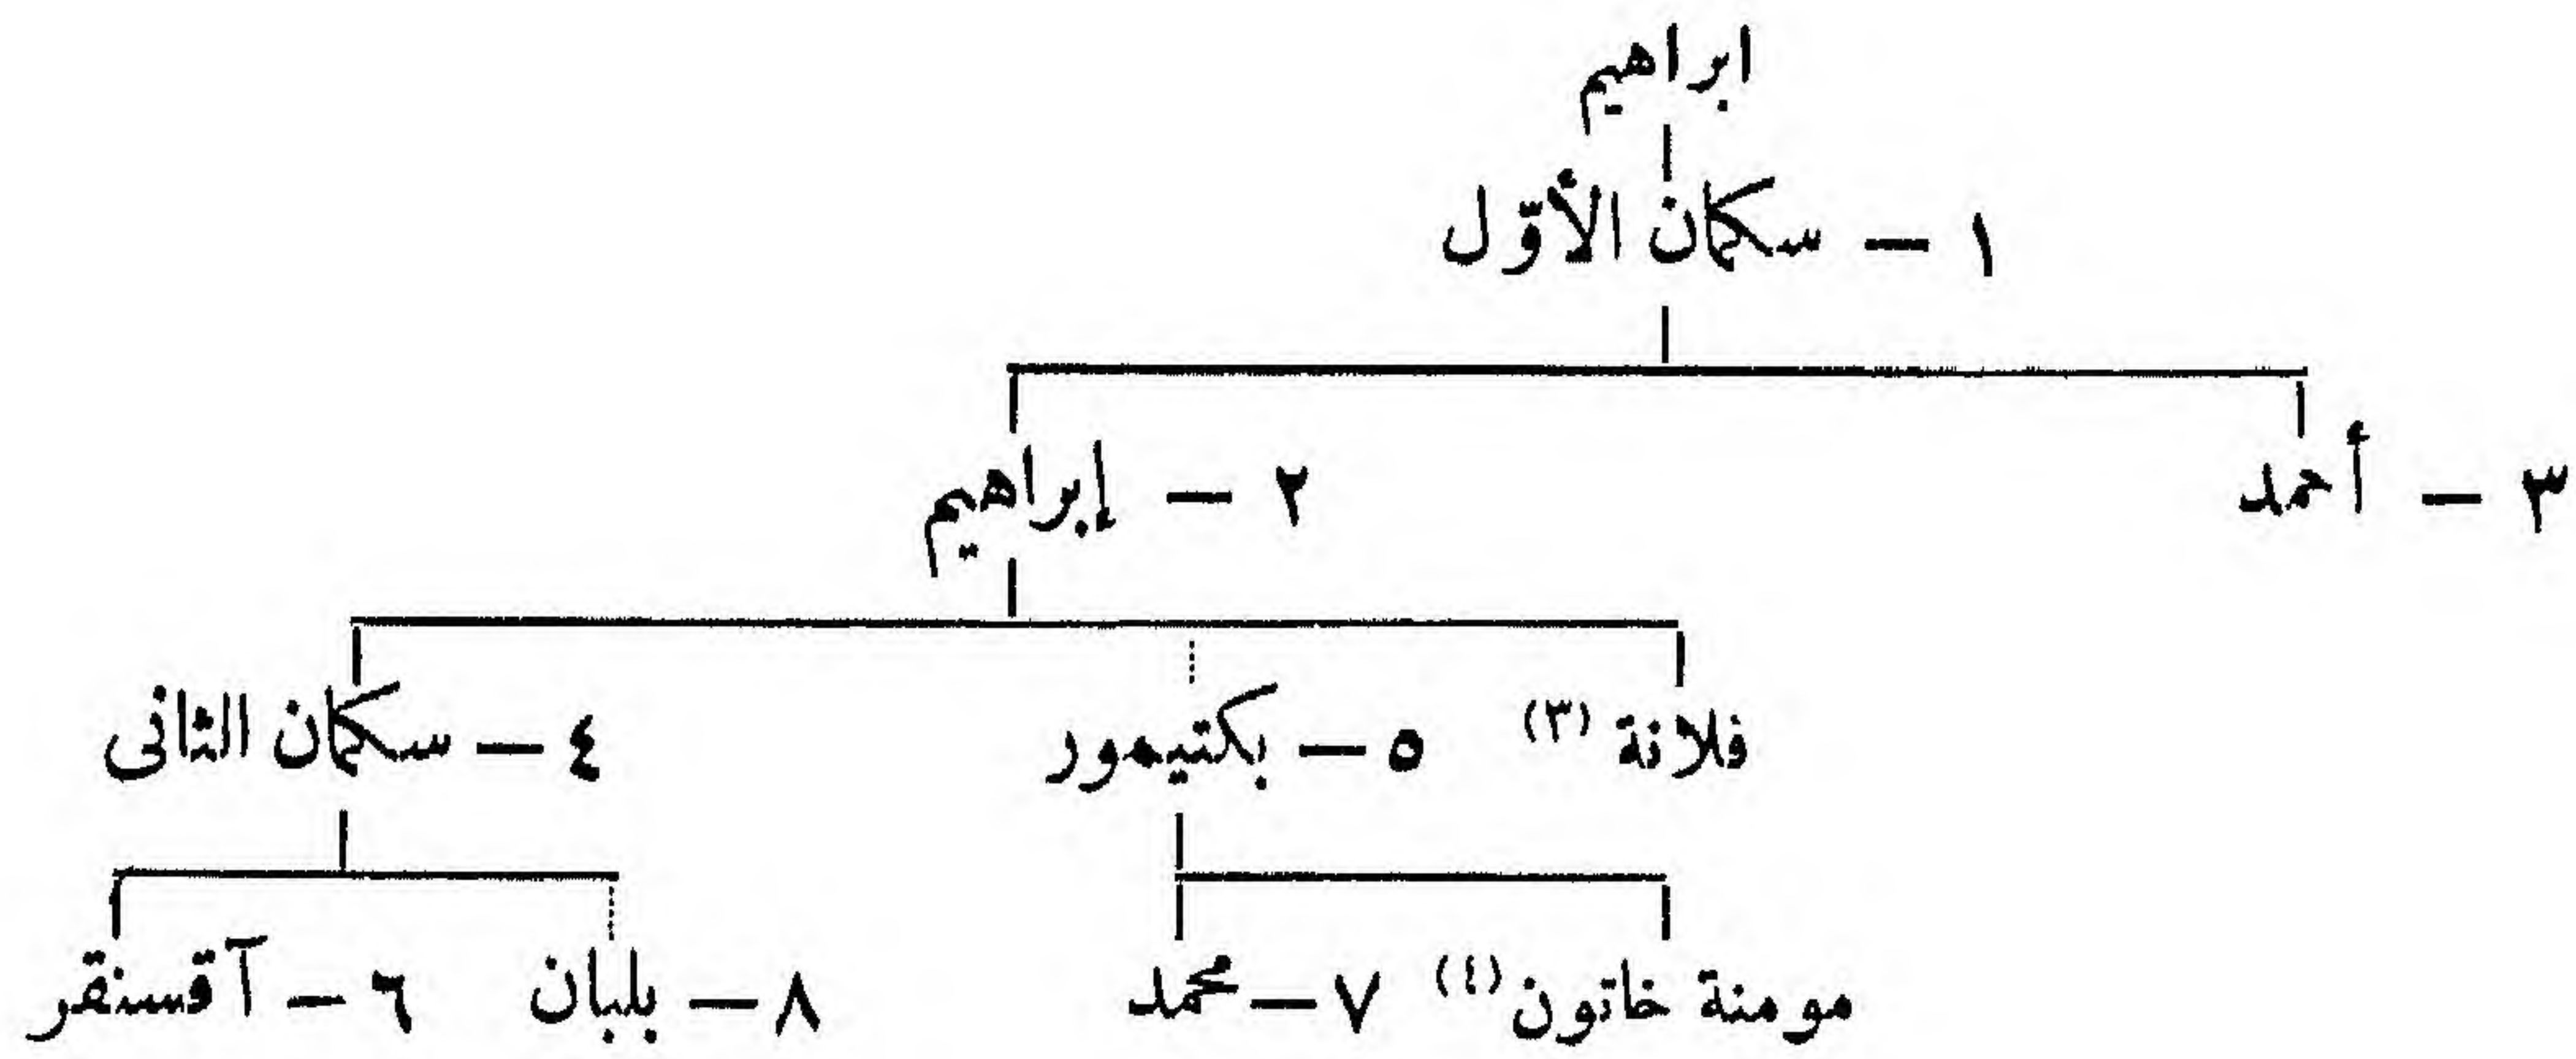 ابراهيم
١ — سكمان الأوّل
٣ — أحمد
٢ — إبراهيم
فلانة (٣)
٥ — بكتيمور
٤ — سكمان الثانى
مومنة خاتون (٤)
٧ — محمد
٨ — بلبان
٦ — آقسنقر